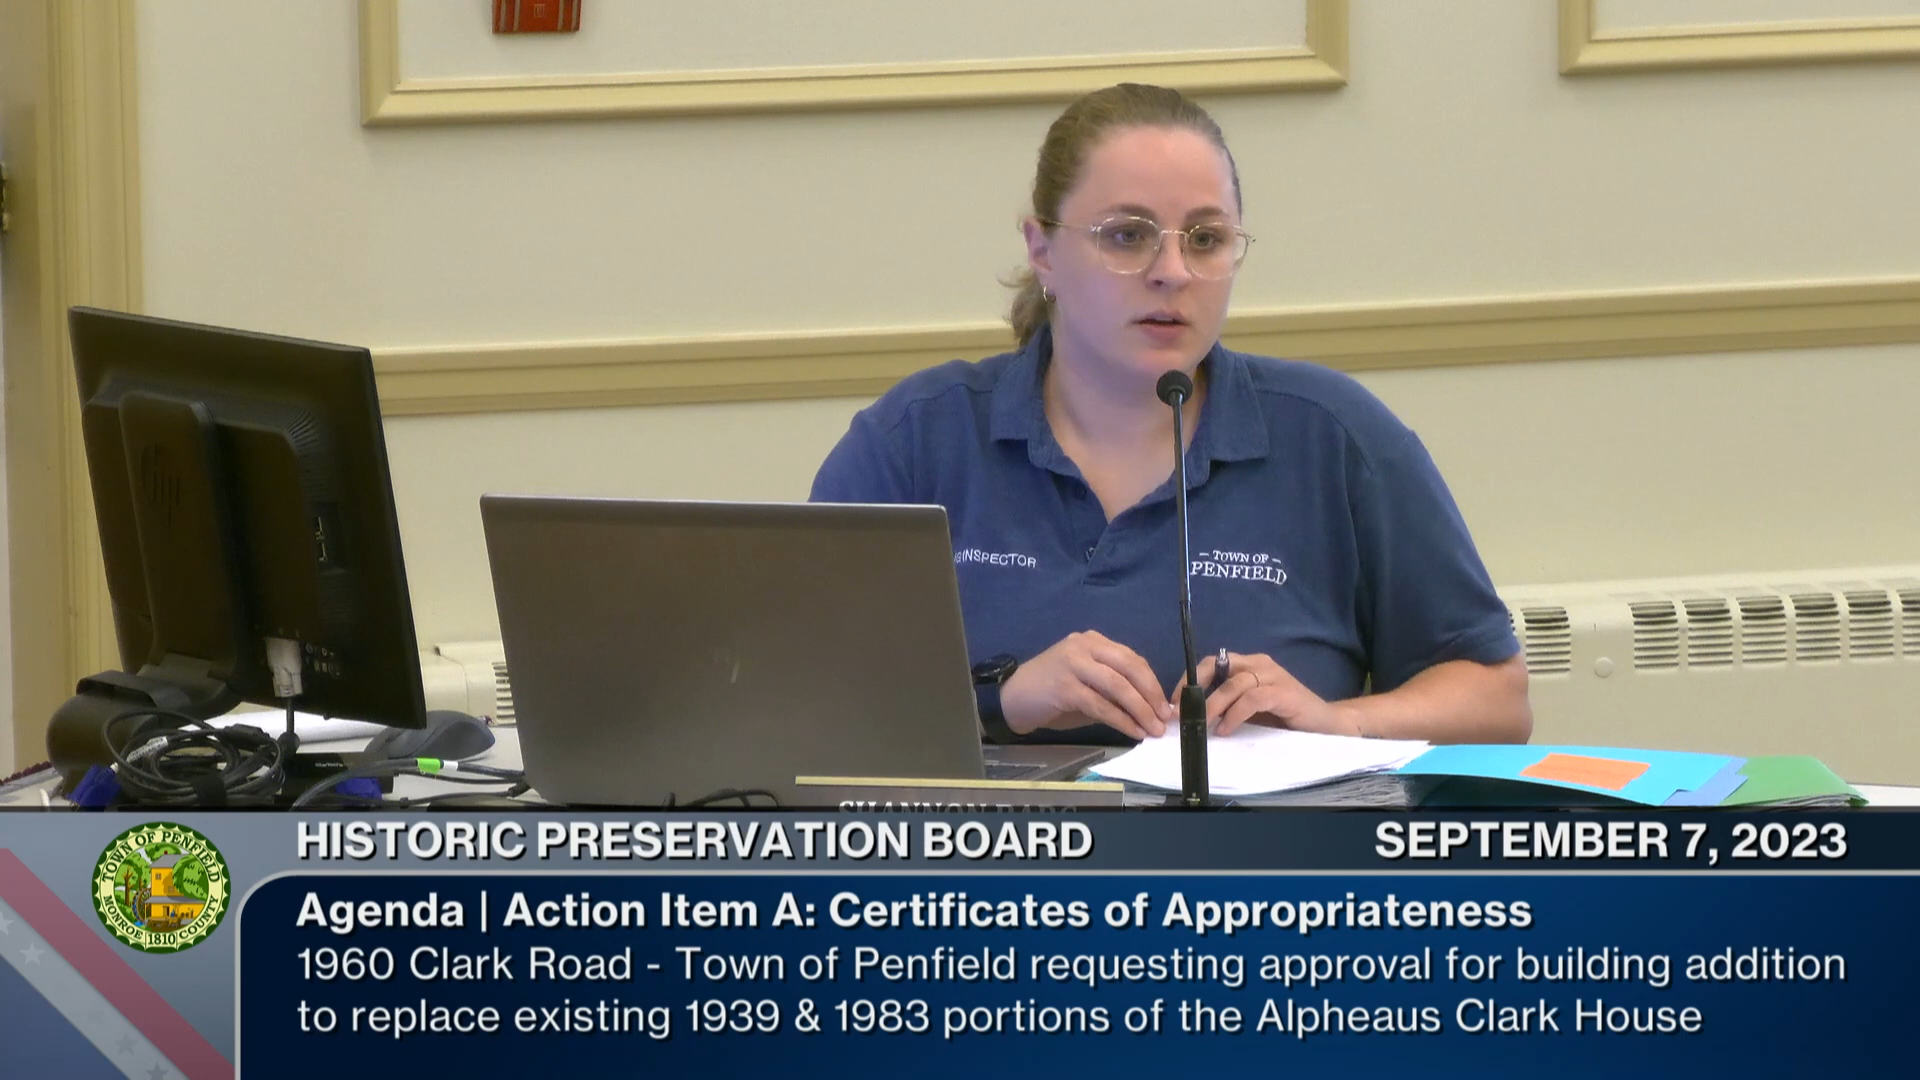 GINSPECTOR
– TOWN OF –
PENFIELD
SHANNON
HISTORIC PRESERVATION BOARD
SEPTEMBER 7, 2023
TOWN OF PENFIELD
MONROE 1810 COUNTY
Agenda | Action Item A: Certificates of Appropriateness
1960 Clark Road - Town of Penfield requesting approval for building addition
to replace existing 1939 & 1983 portions of the Alpheaus Clark House